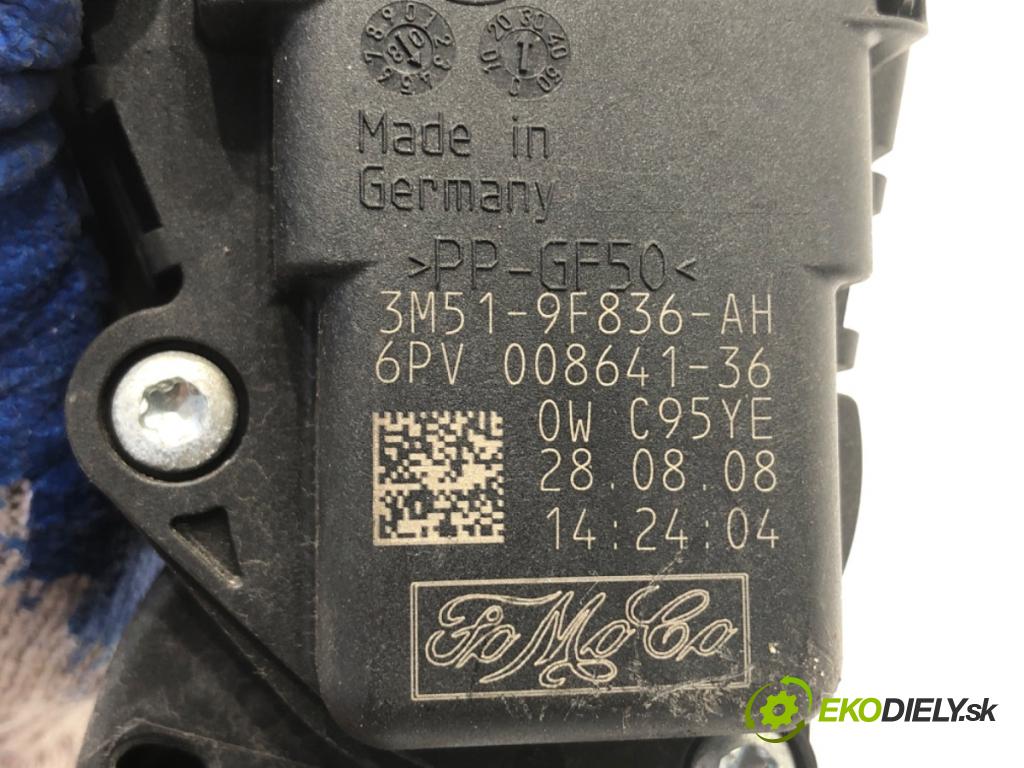 Made in
Germany
>PP-GF50<
3M51-9F836-AH
6PV 008641-36
0W C95YE
28.08.08
14:24:04
FoMoCo
EKODIELY.sk